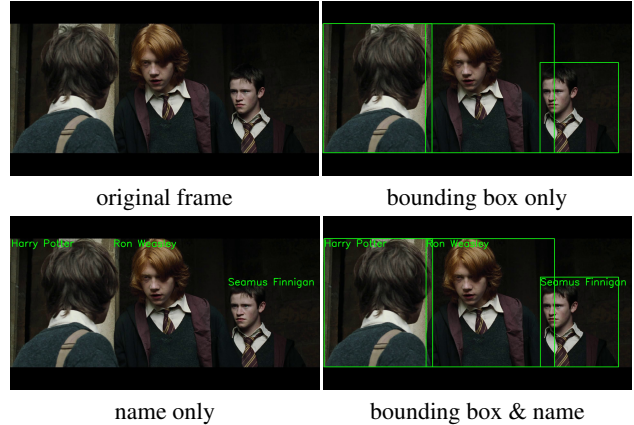 original frame
bounding box only
Harry Potter
Ron Weasley
Seamus Finnigan
Harry Potter
Ron Weasley
Seamus Finnigan
name only
bounding box & name